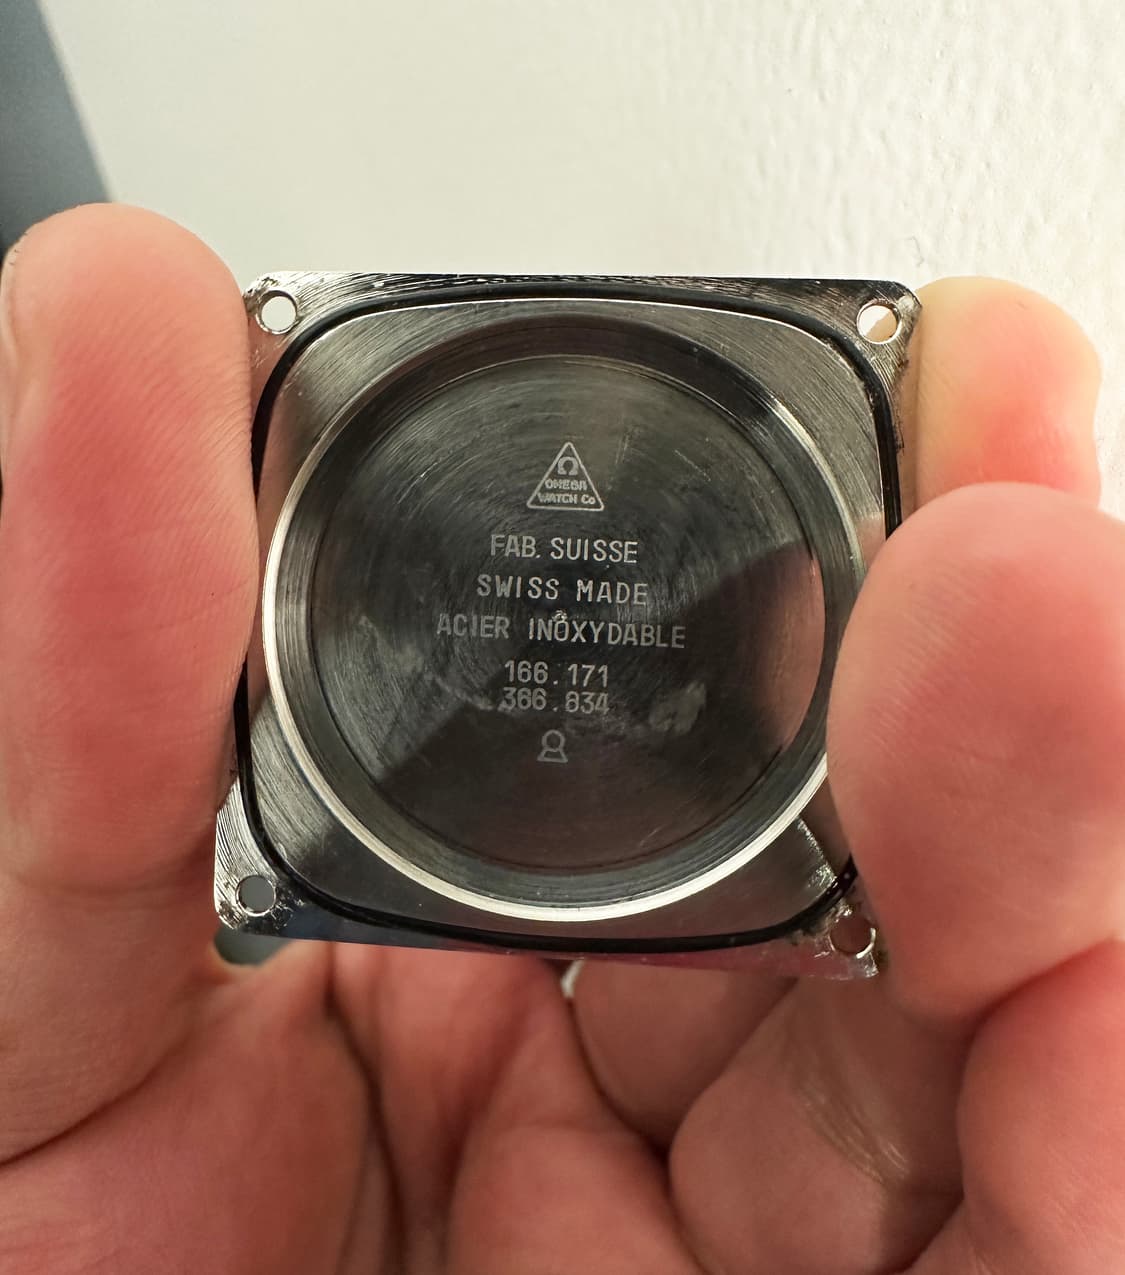 Ω
OMEGA
WATCH Co
FAB. SUISSE
SWISS MADE
ACIER INOXYDABLE
166.171
366.834